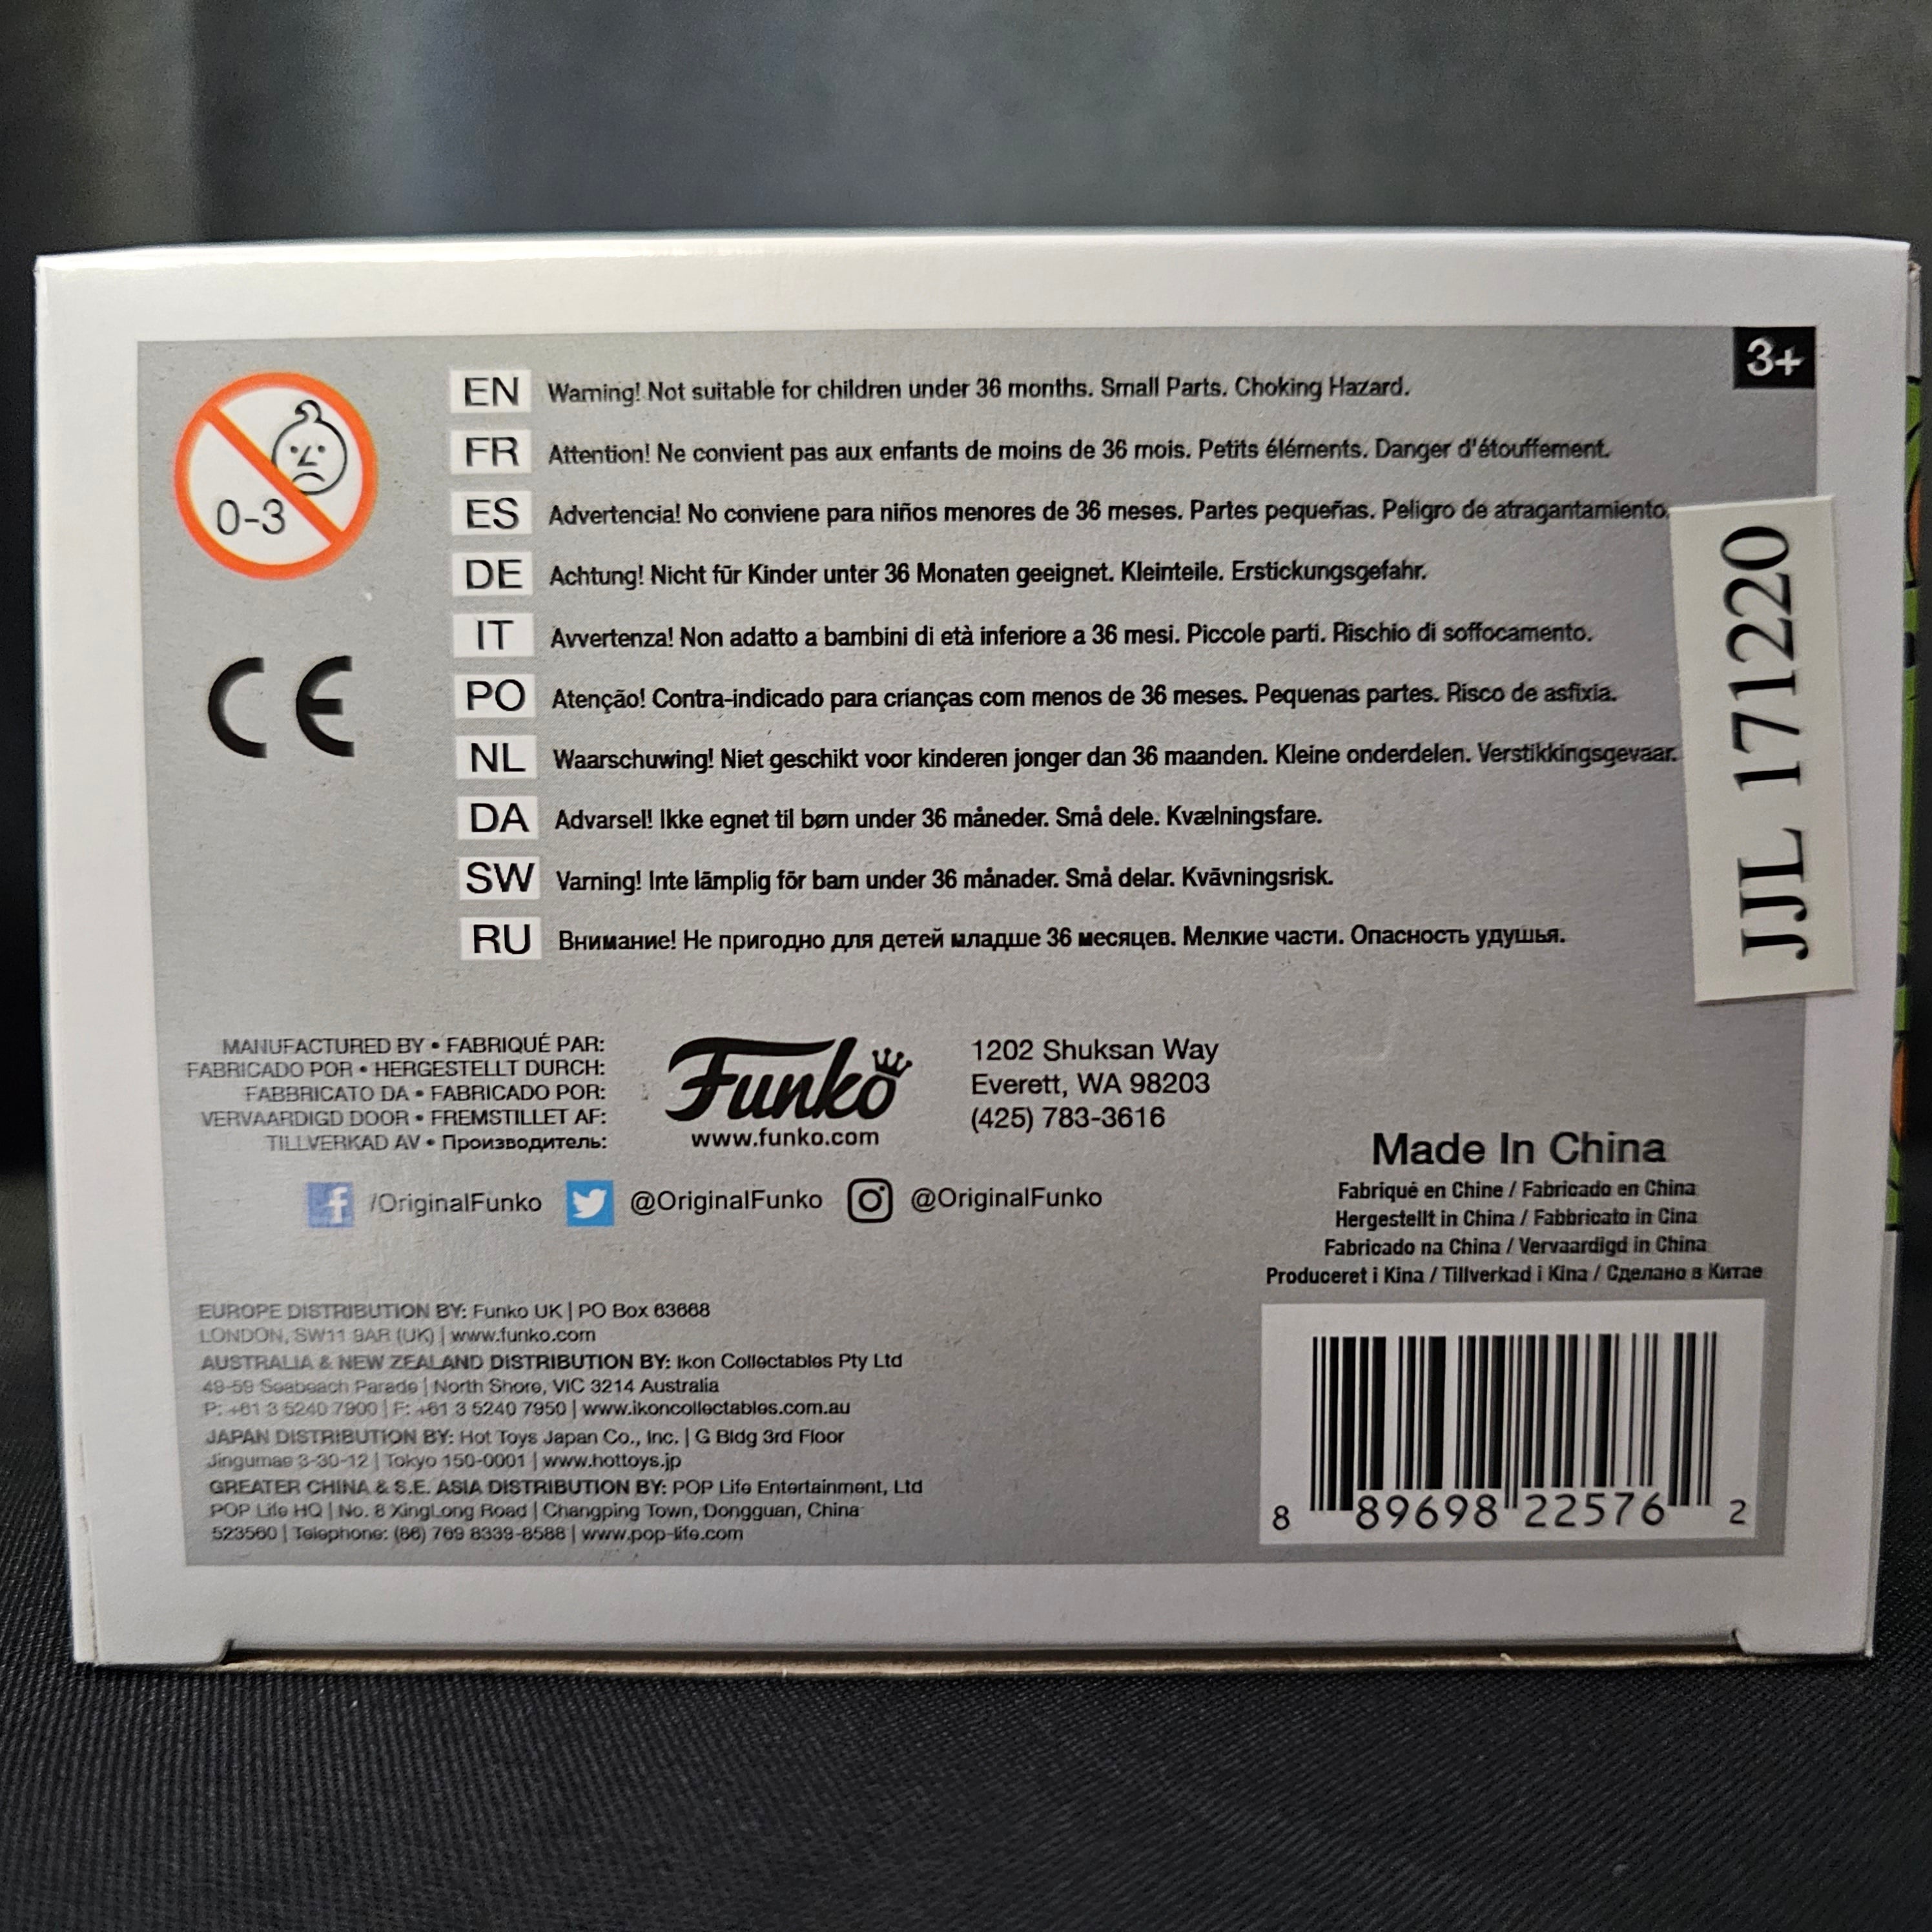 3+
0-3
EN Warning! Not suitable for children under 36 months. Small Parts. Choking Hazard.
FR Attention! Ne convient pas aux enfants de moins de 36 mois. Petits éléments. Danger d'étouffement.
ES Advertencia! No conviene para niños menores de 36 meses. Partes pequeñas. Peligro de atragantamiento.
DE Achtung! Nicht für Kinder unter 36 Monaten geeignet. Kleinteile. Erstickungsgefahr.
IT Avvertenza! Non adatto a bambini di età inferiore a 36 mesi. Piccole parti. Rischio di soffocamento.
PO Atenção! Contra-indicado para crianças com menos de 36 meses. Pequenas partes. Risco de asfixia.
NL Waarschuwing! Niet geschikt voor kinderen jonger dan 36 maanden. Kleine onderdelen. Verstikkingsgevaar.
DA Advarsel! Ikke egnet til børn under 36 måneder. Små dele. Kvælningsfare.
SW Varning! Inte lämplig för barn under 36 månader. Små delar. Kvävningsrisk.
RU Внимание! Не пригодно для детей младше 36 месяцев. Мелкие части. Опасность удушья.
CE
JJL 171220
MANUFACTURED BY • FABRIQUÉ PAR:
FABRICADO POR • HERGESTELLT DURCH:
FABBRICATO DA • FABRICADO POR:
VERVAARDIGD DOOR • FREMSTILLET AF:
TILLVERKAD AV • Производитель:
Funko
www.funko.com
1202 Shuksan Way
Everett, WA 98203
(425) 783-3616
/OriginalFunko @OriginalFunko @OriginalFunko
Made In China
Fabriqué en Chine / Fabricado en China
Hergestellt in China / Fabbricato in Cina
Fabricado na China / Vervaardigd in China
Produceret i Kina / Tillverkad i Kina / Сделано в Китае
EUROPE DISTRIBUTION BY: Funko UK | PO Box 63668
LONDON, SW11 9AR (UK) | www.funko.com
AUSTRALIA & NEW ZEALAND DISTRIBUTION BY: Ikon Collectables Pty Ltd
49-59 Seabeach Parade | North Shore, VIC 3214 Australia
P: +61 3 5240 7900 | F: +61 3 5240 7950 | www.ikoncollectables.com.au
JAPAN DISTRIBUTION BY: Hot Toys Japan Co., Inc. | G Bldg 3rd Floor
Jingumae 3-30-12 | Tokyo 150-0001 | www.hottoys.jp
GREATER CHINA & S.E. ASIA DISTRIBUTION BY: POP Life Entertainment, Ltd
POP Life HQ | No. 8 XingLong Road | Changping Town, Dongguan, China
523560 | Telephone: (86) 769 8339-8588 | www.pop-life.com
8 89698 22576 2